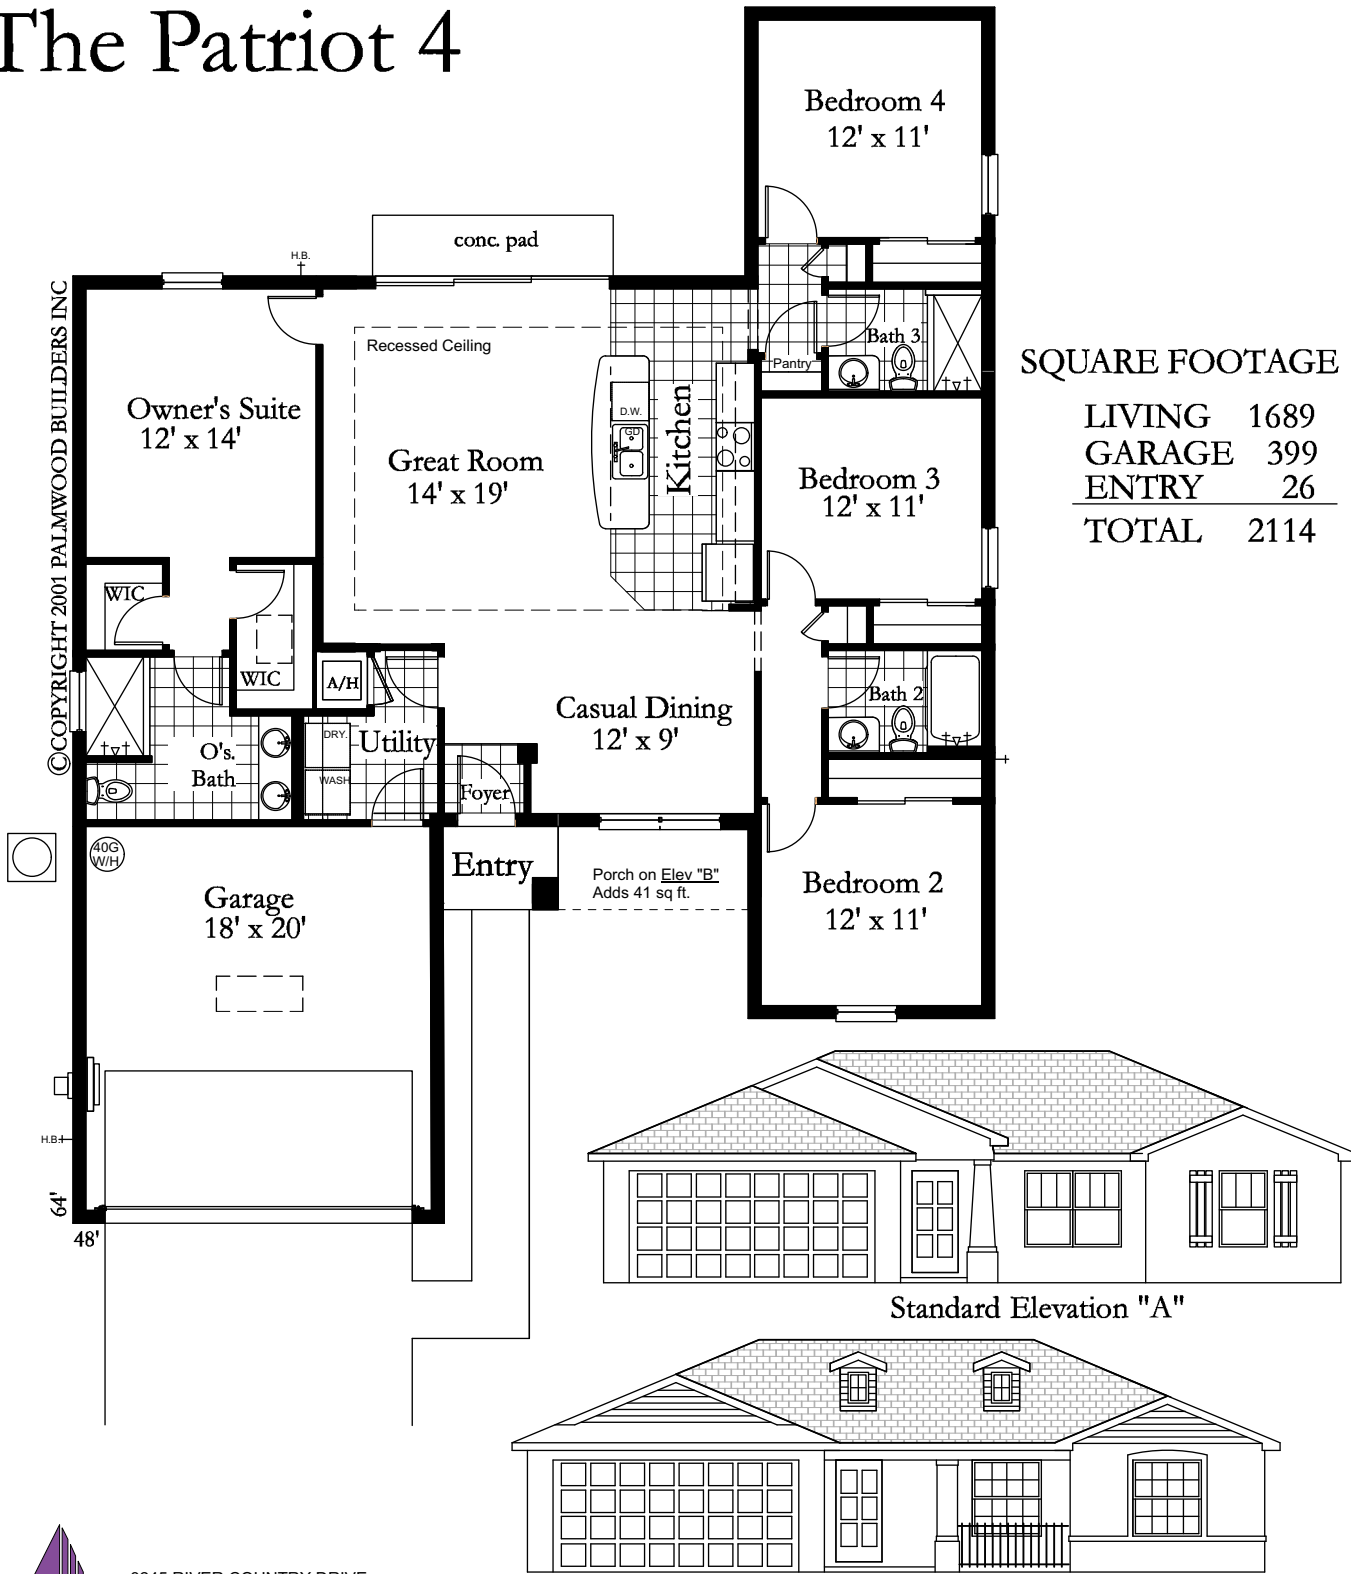 The Patriot 4
Bedroom 4
12' x 11'
conc. pad
H.B.
Recessed Ceiling
Bath 3
Pantry
SQUARE FOOTAGE
LIVING 1689
GARAGE 399
ENTRY 26
TOTAL 2114
Owner's Suite
12' x 14'
Great Room
14' x 19'
D.W.
GD
Kitchen
Bedroom 3
12' x 11'
©COPYRIGHT 2001 PALMWOOD BUILDERS INC
WIC
WIC
A/H
Casual Dining
12' x 9'
Bath 2
DRY.
Utility
WASH
O's.
Bath
Foyer
40G
W/H
Entry
Porch on Elev "B"
Adds 41 sq ft.
Garage
18' x 20'
Bedroom 2
12' x 11'
H.B.
64'
48'
Standard Elevation "A"